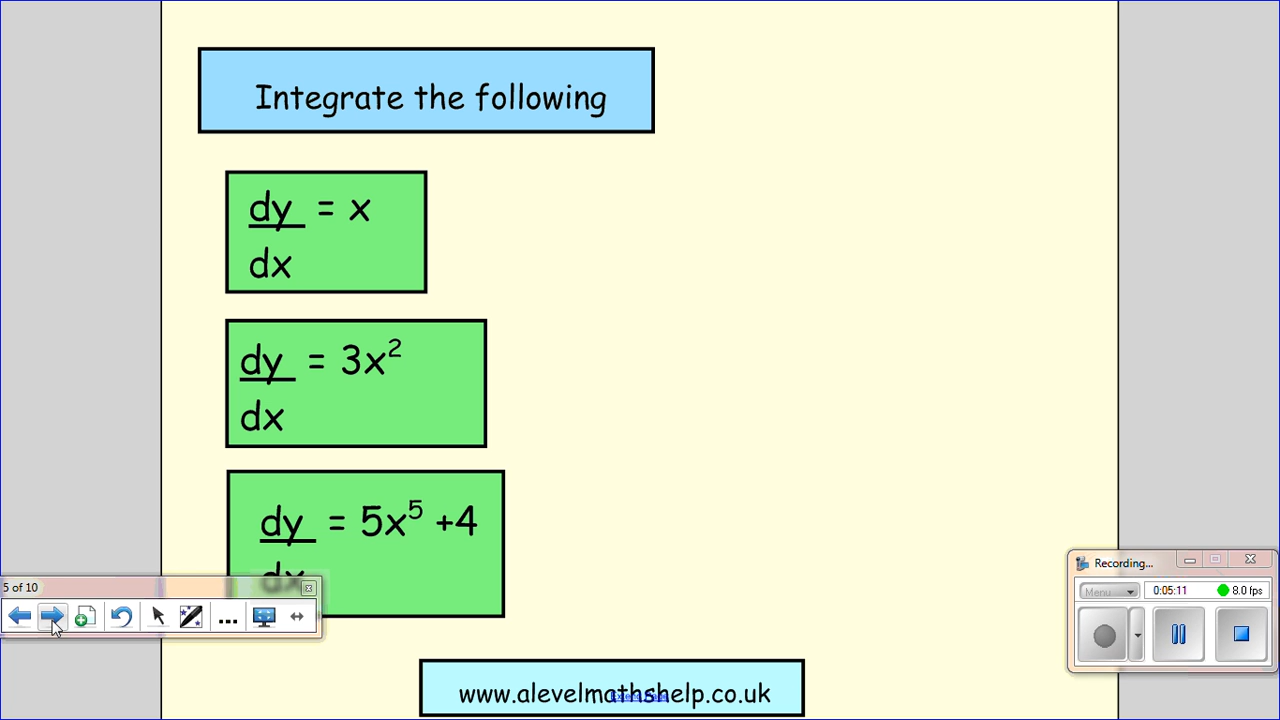 Integrate the following
dy = x
dx
dy = 3x²
dx
dy = 5x⁵ +4
dx
5 of 10
Recording...
Menu
0:05:11
8.0 fps
www.alevelmathshelp.co.uk